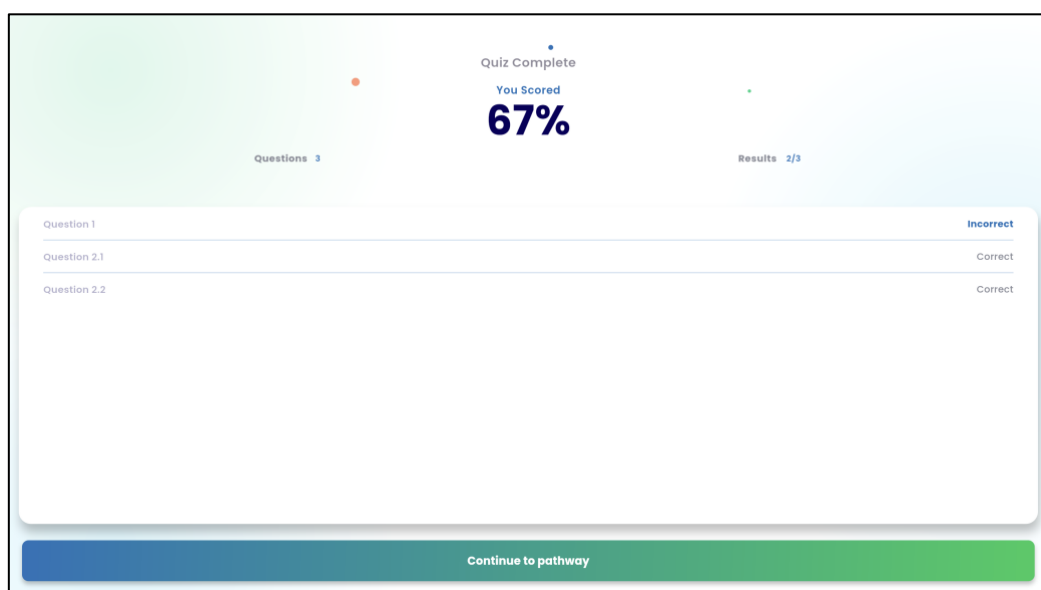 Quiz Complete
You Scored
67%
Questions 3
Results 2/3
Question 1 Incorrect
Question 2.1 Correct
Question 2.2 Correct
Continue to pathway